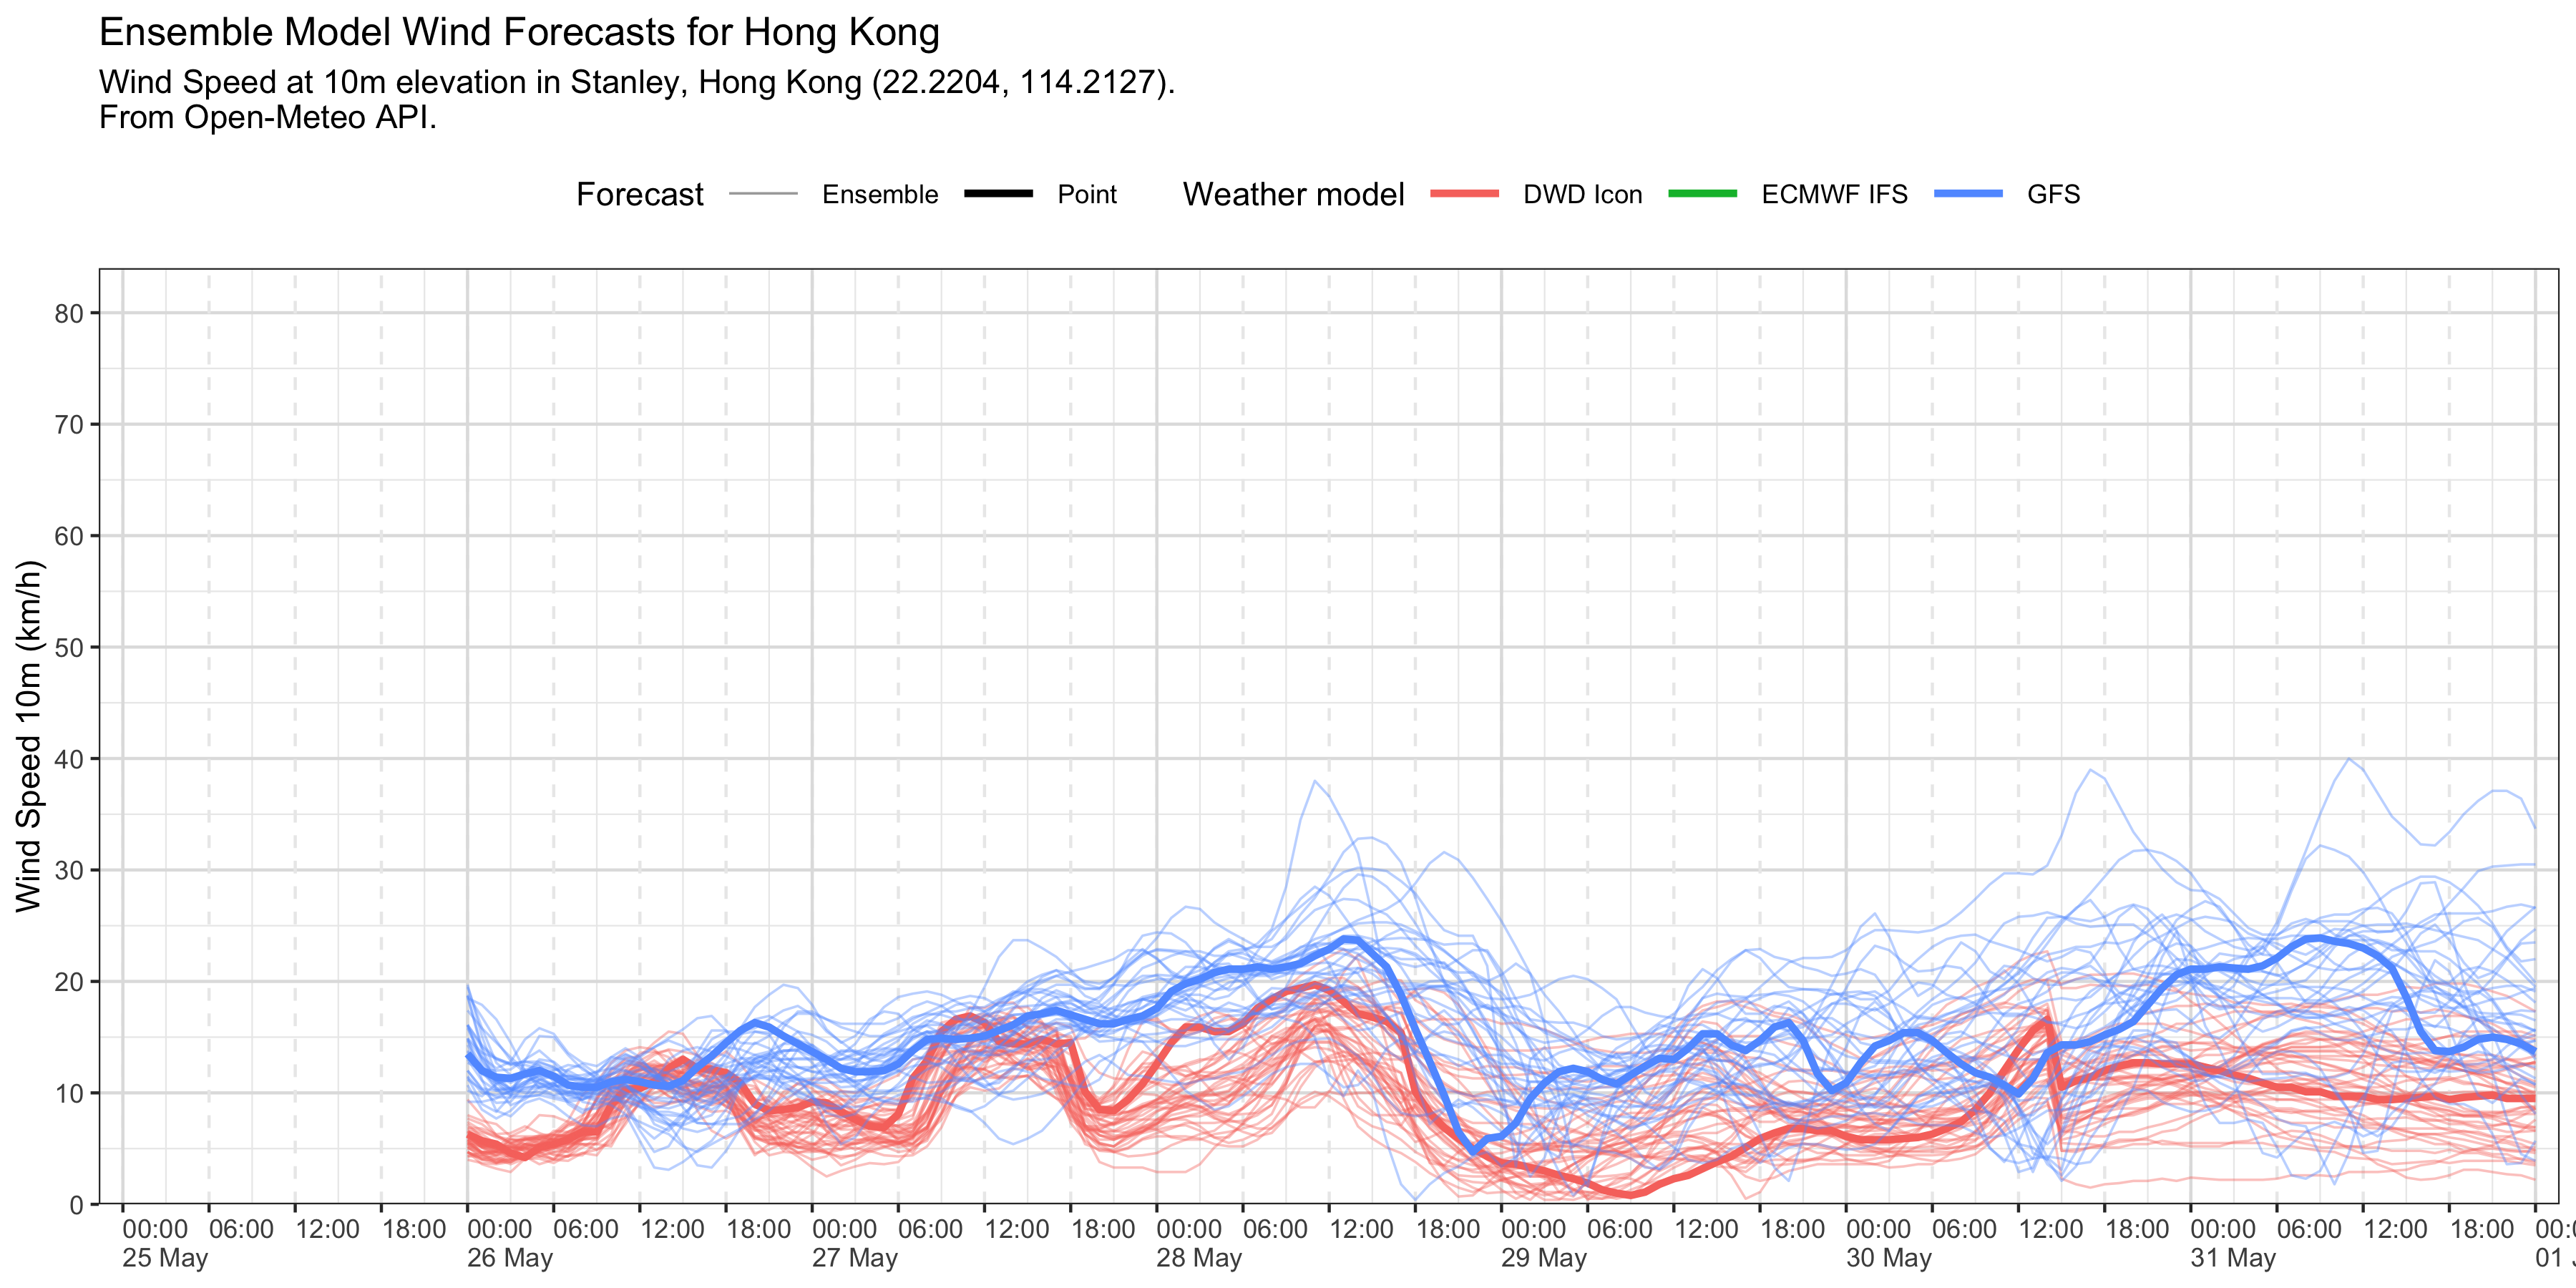 Ensemble Model Wind Forecasts for Hong Kong
Wind Speed at 10m elevation in Stanley, Hong Kong (22.2204, 114.2127).
From Open-Meteo API.
Forecast Ensemble Point Weather model DWD Icon ECMWF IFS GFS
Wind Speed 10m (km/h)
80
70
60
50
40
30
20
10
0
00:00 06:00 12:00 18:00 00:00 06:00 12:00 18:00 00:00 06:00 12:00 18:00 00:00 06:00 12:00 18:00 00:00 06:00 12:00 18:00 00:00 06:00 12:00 18:00 00:00 06:00 12:00 18:00
25 May 26 May 27 May 28 May 29 May 30 May 31 May 01